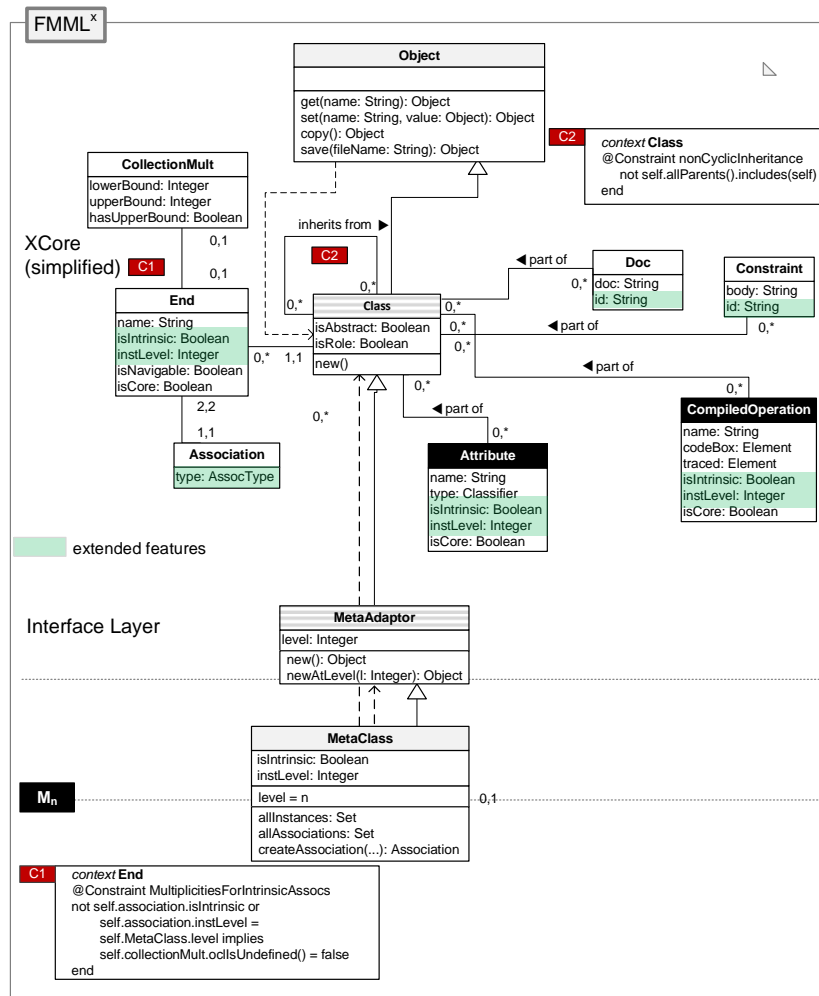 FMMLx
Object
get(name: String): Object
set(name: String, value: Object): Object
copy(): Object
save(fileName: String): Object
C2
context Class
@Constraint nonCyclicInheritance
not self.allParents().includes(self)
end
CollectionMult
lowerBound: Integer
upperBound: Integer
hasUpperBound: Boolean
inherits from
XCore
(simplified)
C1
0,1
0,1
C2
0,*
0,*
part of
Doc
doc: String
id: String
0,*
Constraint
body: String
id: String
0,*
End
name: String
isIntrinsic: Boolean
instLevel: Integer
isNavigable: Boolean
isCore: Boolean
0,*
1,1
Class
isAbstract: Boolean
isRole: Boolean
new()
0,*
0,*
0,*
part of
part of
0,*
2,2
1,1
Association
type: AssocType
0,*
0,*
part of
0,*
Attribute
name: String
type: Classifier
isIntrinsic: Boolean
instLevel: Integer
isCore: Boolean
CompiledOperation
name: String
codeBox: Element
traced: Element
isIntrinsic: Boolean
instLevel: Integer
isCore: Boolean
extended features
Interface Layer
MetaAdaptor
level: Integer
new(): Object
newAtLevel(l: Integer): Object
MetaClass
isIntrinsic: Boolean
instLevel: Integer
level = n
allInstances: Set
allAssociations: Set
createAssociation(...): Association
Mn
0,1
C1
context End
@Constraint MultiplicitiesForIntrinsicAssocs
not self.association.isIntrinsic or
self.association.instLevel =
self.MetaClass.level implies
self.collectionMult.oclIsUndefined() = false
end